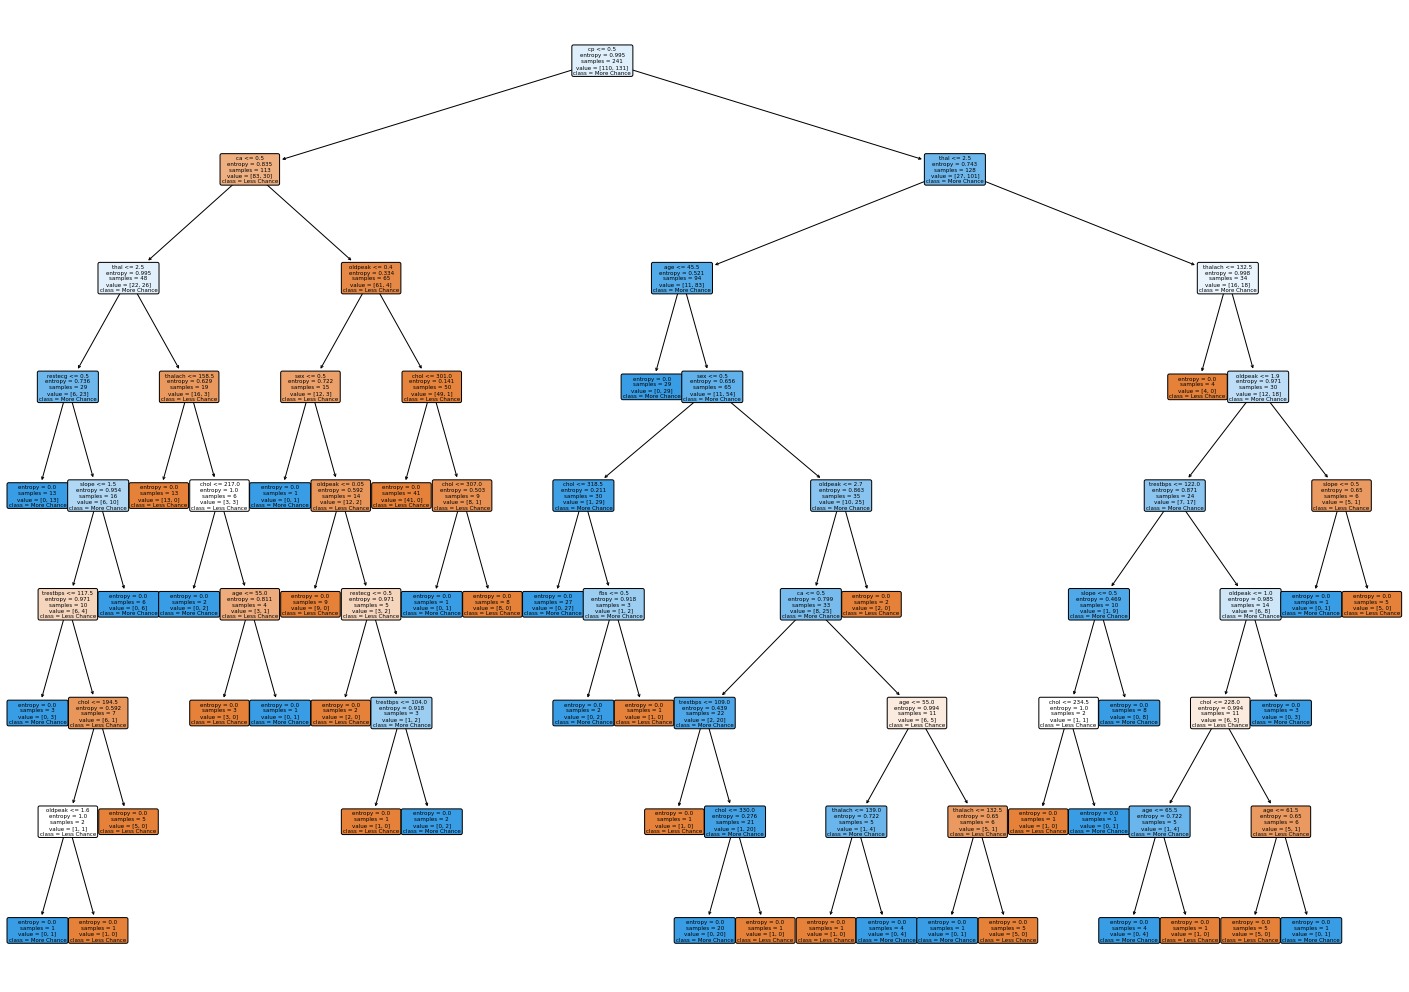 cp <= 0.5
entropy = 0.995
samples = 241
value = [110, 131]
class = More Chance
ca <= 0.5
entropy = 0.835
samples = 113
value = [83, 30]
class = Less Chance
thal <= 2.5
entropy = 0.743
samples = 128
value = [27, 101]
class = More Chance
thal <= 2.5
entropy = 0.995
samples = 48
value = [22, 26]
class = More Chance
oldpeak <= 0.4
entropy = 0.334
samples = 65
value = [61, 4]
class = Less Chance
age <= 45.5
entropy = 0.521
samples = 94
value = [11, 83]
class = More Chance
thalach <= 132.5
entropy = 0.998
samples = 34
value = [16, 18]
class = More Chance
restecg <= 0.5
entropy = 0.736
samples = 29
value = [6, 23]
class = More Chance
thalach <= 158.5
entropy = 0.629
samples = 19
value = [16, 3]
class = Less Chance
sex <= 0.5
entropy = 0.722
samples = 15
value = [12, 3]
class = Less Chance
chol <= 301.0
entropy = 0.141
samples = 50
value = [49, 1]
class = Less Chance
entropy = 0.0
samples = 29
value = [0, 29]
class = More Chance
sex <= 0.5
entropy = 0.656
samples = 65
value = [11, 54]
class = More Chance
entropy = 0.0
samples = 4
value = [4, 0]
class = Less Chance
oldpeak <= 1.9
entropy = 0.971
samples = 30
value = [12, 18]
class = More Chance
entropy = 0.0
samples = 13
value = [0, 13]
class = More Chance
slope <= 1.5
entropy = 0.954
samples = 16
value = [6, 10]
class = More Chance
entropy = 0.0
samples = 13
value = [13, 0]
class = Less Chance
chol <= 217.0
entropy = 1.0
samples = 6
value = [3, 3]
class = Less Chance
entropy = 0.0
samples = 1
value = [0, 1]
class = More Chance
oldpeak <= 0.05
entropy = 0.592
samples = 14
value = [12, 2]
class = Less Chance
entropy = 0.0
samples = 41
value = [41, 0]
class = Less Chance
chol <= 307.0
entropy = 0.503
samples = 9
value = [8, 1]
class = Less Chance
chol <= 318.5
entropy = 0.211
samples = 30
value = [1, 29]
class = More Chance
oldpeak <= 2.7
entropy = 0.863
samples = 35
value = [10, 25]
class = More Chance
trestbps <= 122.0
entropy = 0.871
samples = 24
value = [7, 17]
class = More Chance
slope <= 0.5
entropy = 0.65
samples = 6
value = [5, 1]
class = Less Chance
trestbps <= 117.5
entropy = 0.971
samples = 10
value = [6, 4]
class = Less Chance
entropy = 0.0
samples = 6
value = [0, 6]
class = More Chance
entropy = 0.0
samples = 2
value = [0, 2]
class = More Chance
age <= 55.0
entropy = 0.811
samples = 4
value = [3, 1]
class = Less Chance
entropy = 0.0
samples = 9
value = [9, 0]
class = Less Chance
restecg <= 0.5
entropy = 0.971
samples = 5
value = [3, 2]
class = Less Chance
entropy = 0.0
samples = 1
value = [0, 1]
class = More Chance
entropy = 0.0
samples = 8
value = [8, 0]
class = Less Chance
entropy = 0.0
samples = 27
value = [0, 27]
class = More Chance
fbs <= 0.5
entropy = 0.918
samples = 3
value = [1, 2]
class = More Chance
ca <= 0.5
entropy = 0.799
samples = 33
value = [8, 25]
class = More Chance
entropy = 0.0
samples = 2
value = [2, 0]
class = Less Chance
slope <= 0.5
entropy = 0.469
samples = 10
value = [1, 9]
class = More Chance
oldpeak <= 1.0
entropy = 0.985
samples = 14
value = [6, 8]
class = More Chance
entropy = 0.0
samples = 1
value = [0, 1]
class = More Chance
entropy = 0.0
samples = 5
value = [5, 0]
class = Less Chance
entropy = 0.0
samples = 3
value = [0, 3]
class = More Chance
chol <= 194.5
entropy = 0.592
samples = 7
value = [6, 1]
class = Less Chance
entropy = 0.0
samples = 3
value = [3, 0]
class = Less Chance
entropy = 0.0
samples = 1
value = [0, 1]
class = More Chance
entropy = 0.0
samples = 2
value = [2, 0]
class = Less Chance
trestbps <= 104.0
entropy = 0.918
samples = 3
value = [1, 2]
class = More Chance
entropy = 0.0
samples = 2
value = [0, 2]
class = More Chance
entropy = 0.0
samples = 1
value = [1, 0]
class = Less Chance
trestbps <= 109.0
entropy = 0.439
samples = 22
value = [2, 20]
class = More Chance
age <= 55.0
entropy = 0.994
samples = 11
value = [6, 5]
class = Less Chance
chol <= 234.5
entropy = 1.0
samples = 2
value = [1, 1]
class = Less Chance
entropy = 0.0
samples = 8
value = [0, 8]
class = More Chance
chol <= 228.0
entropy = 0.994
samples = 11
value = [6, 5]
class = Less Chance
entropy = 0.0
samples = 3
value = [0, 3]
class = More Chance
oldpeak <= 1.6
entropy = 1.0
samples = 2
value = [1, 1]
class = Less Chance
entropy = 0.0
samples = 5
value = [5, 0]
class = Less Chance
entropy = 0.0
samples = 1
value = [1, 0]
class = Less Chance
entropy = 0.0
samples = 2
value = [0, 2]
class = More Chance
entropy = 0.0
samples = 1
value = [1, 0]
class = Less Chance
chol <= 330.0
entropy = 0.276
samples = 21
value = [1, 20]
class = More Chance
thalach <= 139.0
entropy = 0.722
samples = 5
value = [1, 4]
class = More Chance
thalach <= 132.5
entropy = 0.65
samples = 6
value = [5, 1]
class = Less Chance
entropy = 0.0
samples = 1
value = [1, 0]
class = Less Chance
entropy = 0.0
samples = 1
value = [0, 1]
class = More Chance
age <= 65.5
entropy = 0.722
samples = 5
value = [1, 4]
class = More Chance
age <= 61.5
entropy = 0.65
samples = 6
value = [5, 1]
class = Less Chance
entropy = 0.0
samples = 1
value = [0, 1]
class = More Chance
entropy = 0.0
samples = 1
value = [1, 0]
class = Less Chance
entropy = 0.0
samples = 20
value = [0, 20]
class = More Chance
entropy = 0.0
samples = 1
value = [1, 0]
class = Less Chance
entropy = 0.0
samples = 1
value = [1, 0]
class = Less Chance
entropy = 0.0
samples = 4
value = [0, 4]
class = More Chance
entropy = 0.0
samples = 1
value = [0, 1]
class = More Chance
entropy = 0.0
samples = 5
value = [5, 0]
class = Less Chance
entropy = 0.0
samples = 4
value = [0, 4]
class = More Chance
entropy = 0.0
samples = 1
value = [1, 0]
class = Less Chance
entropy = 0.0
samples = 5
value = [5, 0]
class = Less Chance
entropy = 0.0
samples = 1
value = [0, 1]
class = More Chance